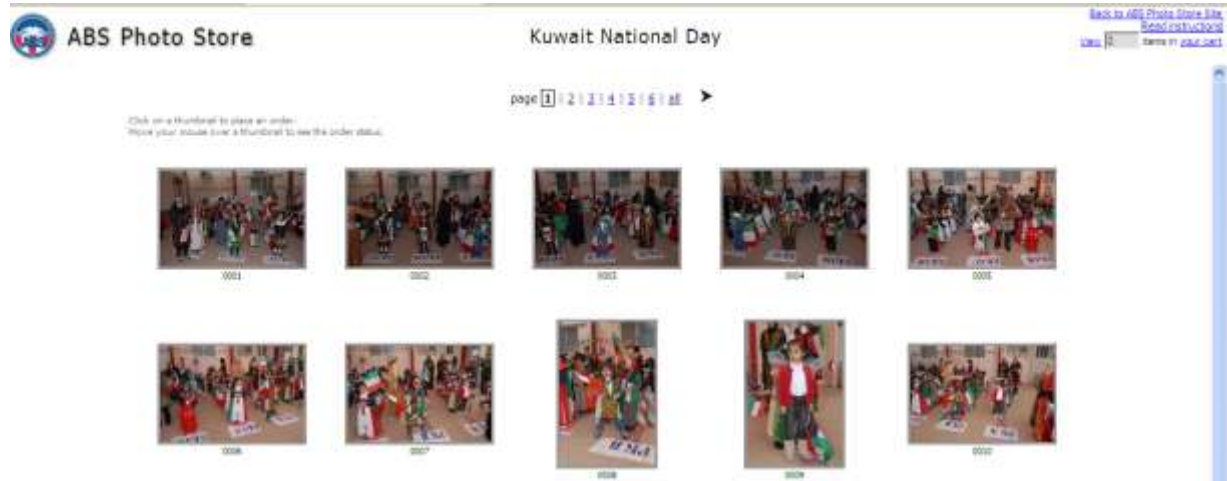 ABS Photo Store
Kuwait National Day
Back to ABS Photo Store Site
Read instructions
View items in your cart
page 1 | 2 | 3 | 4 | 5 | 6 | all
Click on a thumbnail to place an order.
Move your mouse over a thumbnail to see the order status.
0001 0002 0003 0004 0005
0006 0007 0008 0009 0010